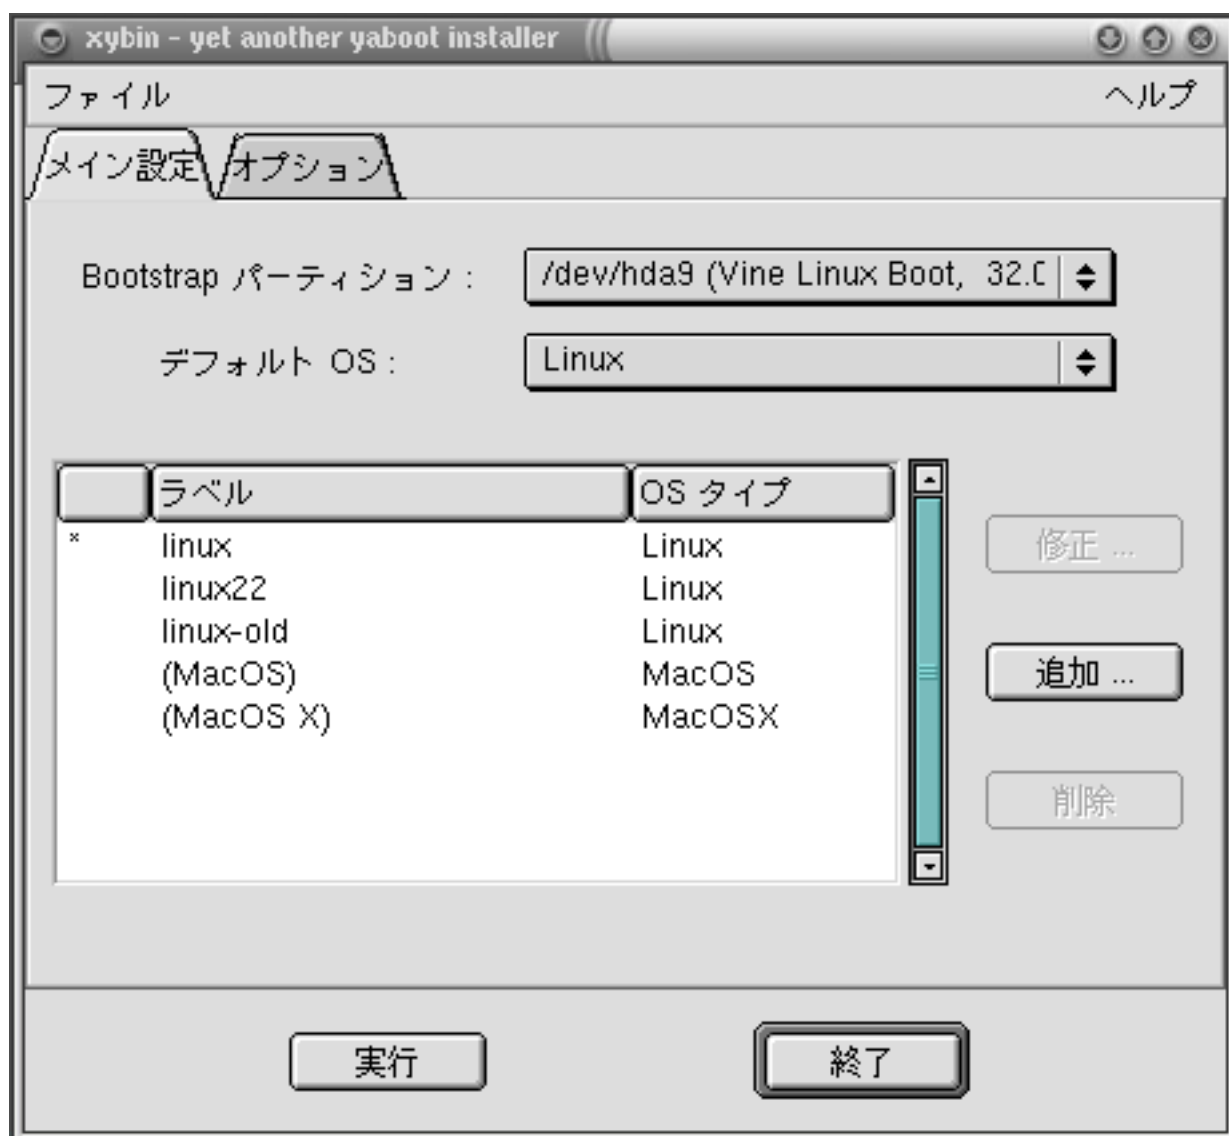 xybin - yet another yaboot installer
ファイル ヘルプ
メイン設定 オプション
Bootstrap パーティション : /dev/hda9 (Vine Linux Boot, 32.0
デフォルト OS : Linux
ラベル OS タイプ
* linux Linux
linux22 Linux
linux-old Linux
(MacOS) MacOS
(MacOS X) MacOSX
修正 ...
追加 ...
削除
実行 終了